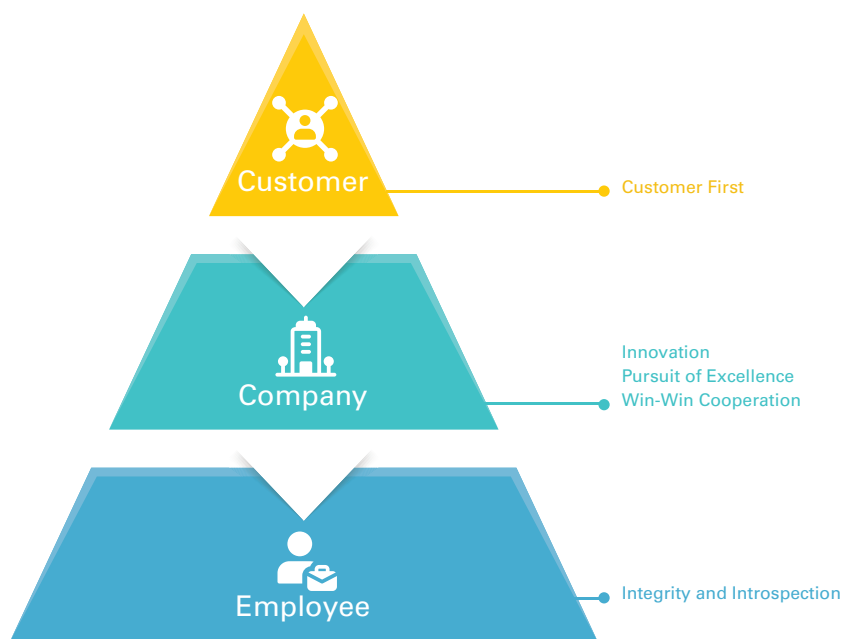 Customer
Customer First
Company
Innovation
Pursuit of Excellence
Win-Win Cooperation
Employee
Integrity and Introspection